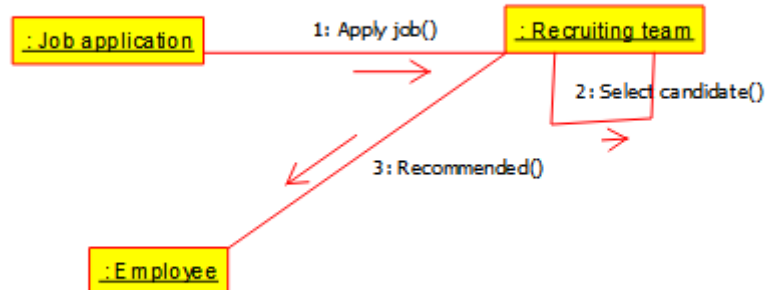 : Job application
1: Apply job()
: Recruiting team
2: Select candidate()
3: Recommended()
: Employee